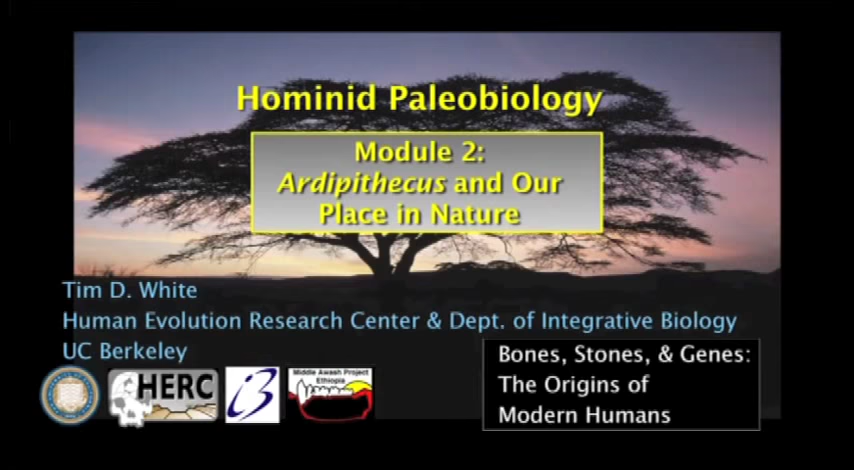 Hominid Paleobiology
Module 2:
Ardipithecus and Our
Place in Nature
Tim D. White
Human Evolution Research Center & Dept. of Integrative Biology
UC Berkeley
Bones, Stones, & Genes:
The Origins of
Modern Humans
HERC
Middle Awash Project
Ethiopia